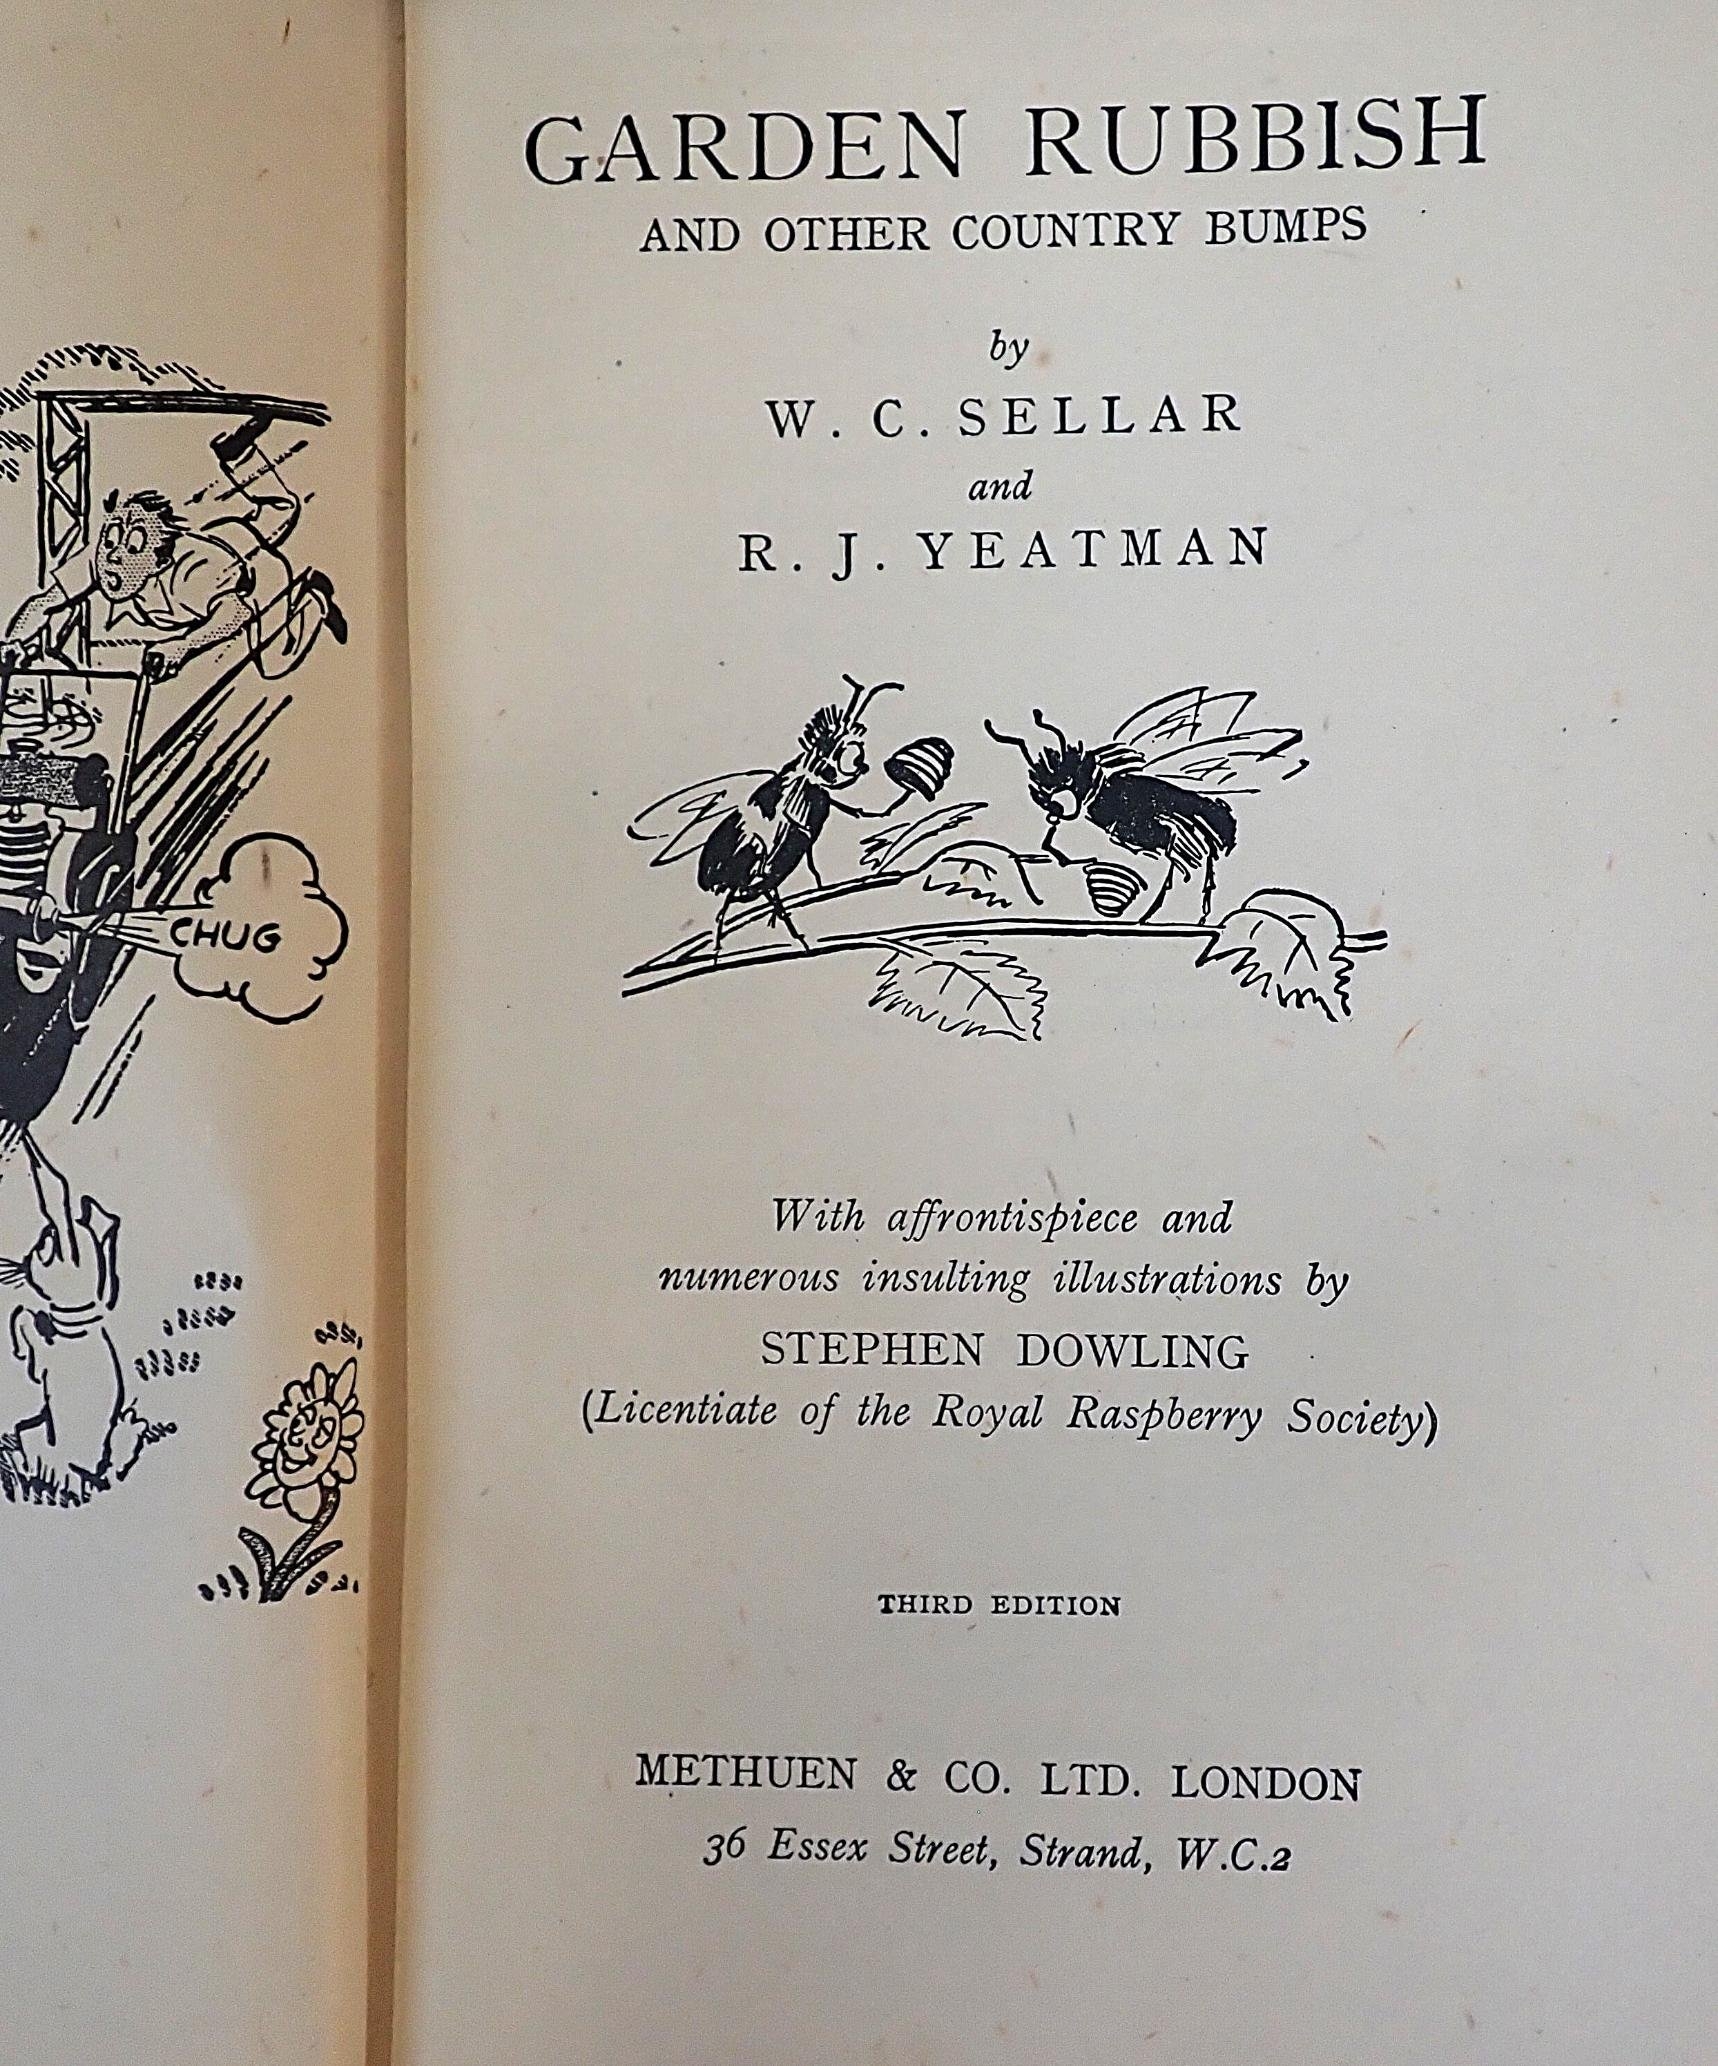 CHUG
GARDEN RUBBISH
AND OTHER COUNTRY BUMPS
by
W. C. SELLAR
and
R. J. YEATMAN
With affrontispiece and
numerous insulting illustrations by
STEPHEN DOWLING
(Licentiate of the Royal Raspberry Society)
THIRD EDITION
METHUEN & CO. LTD. LONDON
36 Essex Street, Strand, W.C.2